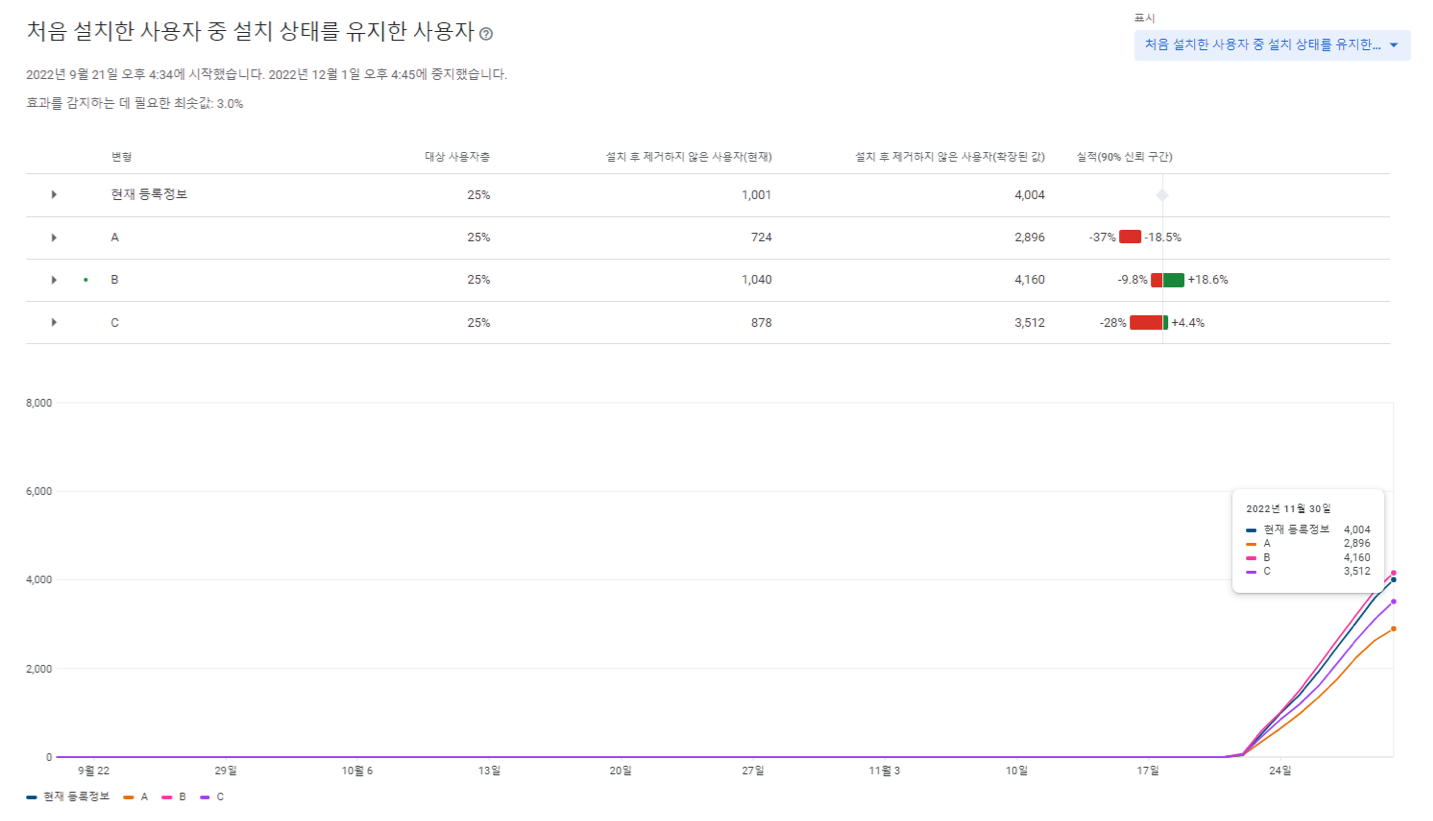 처음 설치한 사용자 중 설치 상태를 유지한 사용자
표시
처음 설치한 사용자 중 설치 상태를 유지한...
2022년 9월 21일 오후 4:34에 시작했습니다. 2022년 12월 1일 오후 4:45에 중지했습니다.
효과를 감지하는 데 필요한 최솟값: 3.0%
변형 대상 사용자층 설치 후 제거하지 않은 사용자(현재) 설치 후 제거하지 않은 사용자(확장된 값) 실적(90% 신뢰 구간)
현재 등록정보 25% 1,001 4,004
A 25% 724 2,896 -37% -18.5%
B 25% 1,040 4,160 -9.8% +18.6%
C 25% 878 3,512 -28% +4.4%
8,000
6,000
4,000
2,000
0
2022년 11월 30일
현재 등록정보 4,004
A 2,896
B 4,160
C 3,512
9월 22 29일 10월 6 13일 20일 27일 11월 3 10일 17일 24일
현재 등록정보 A B C